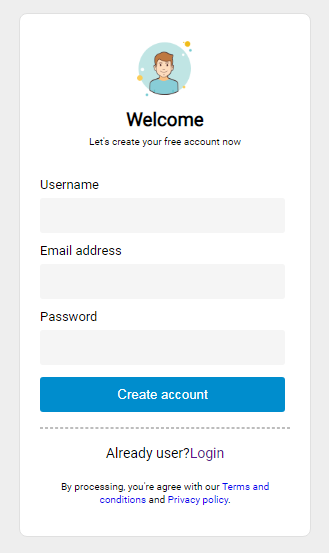 Welcome
Let's create your free account now
Username
Email address
Password
Create account
Already user?Login
By processing, you're agree with our Terms and
conditions and Privacy policy.